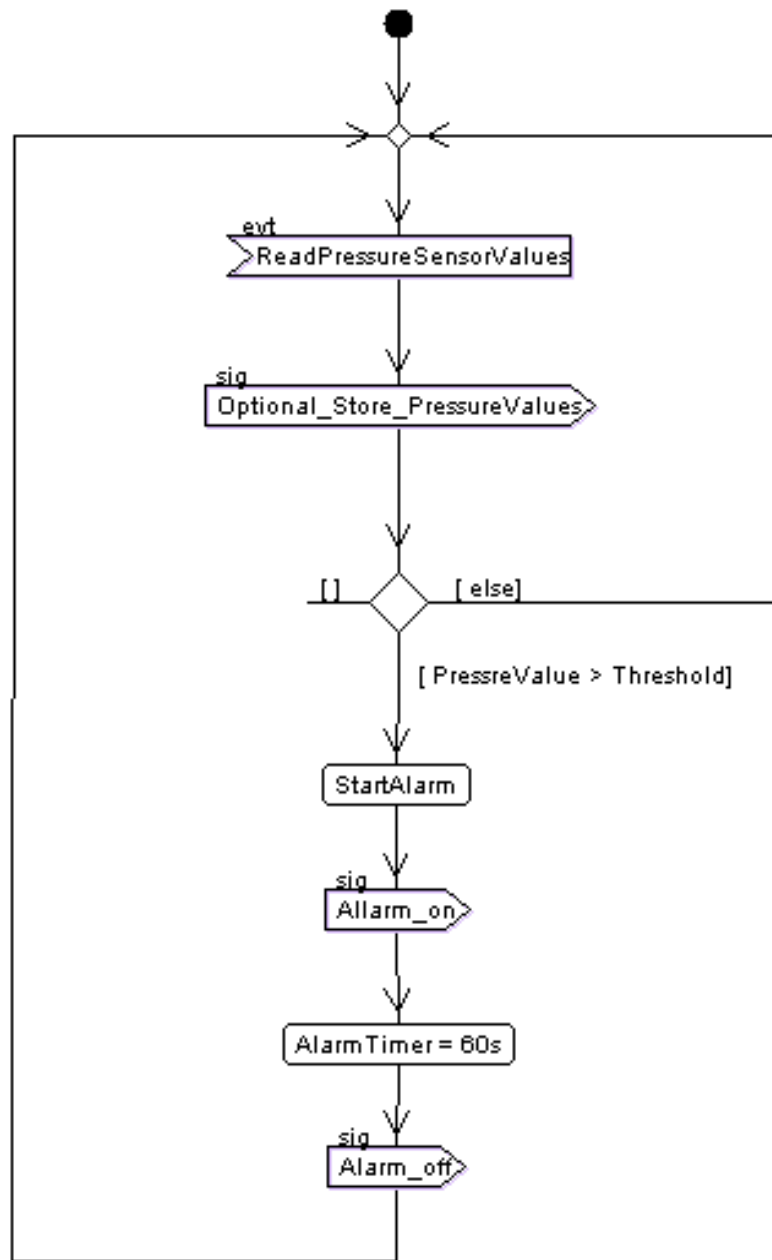 evt
ReadPressureSensorValues
sig
Optional_Store_PressureValues
[ ]
[ else]
[ PressreValue > Threshold]
StartAlarm
sig
Allarm_on
AlarmTimer = 60s
sig
Alarm_off